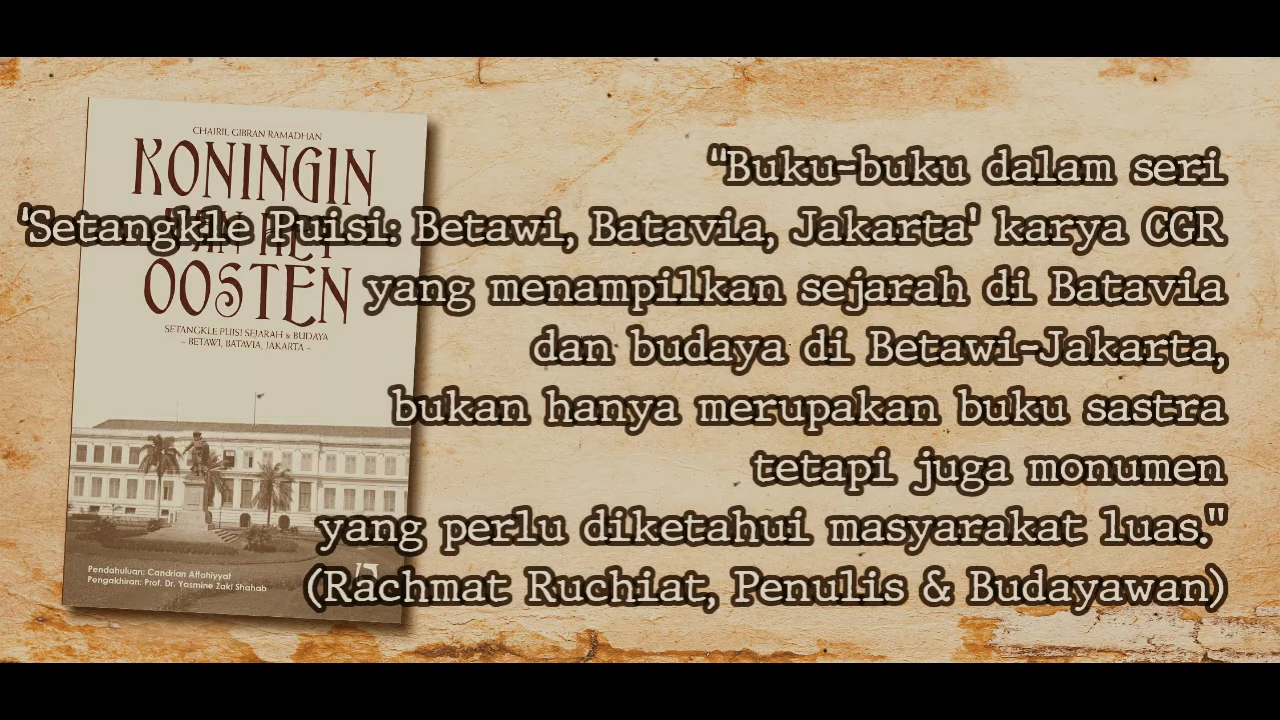 CHAIRIL GIBRAN RAMADHAN
KONINGIN
HET
OOSTEN
SETANGKLE PUISI SEJARAH & BUDAYA
~ BETAWI, BATAVIA, JAKARTA ~
Pendahuluan: Candrian Attahiyyat
Pengakhiran: Prof. Dr. Yasmine Zaki Shahab
"Buku-buku dalam seri
'Setangkle Puisi: Betawi, Batavia, Jakarta' karya CGR
yang menampilkan sejarah di Batavia
dan budaya di Betawi-Jakarta,
bukan hanya merupakan buku sastra
tetapi juga monumen
yang perlu diketahui masyarakat luas."
(Rachmat Ruchiat, Penulis & Budayawan)